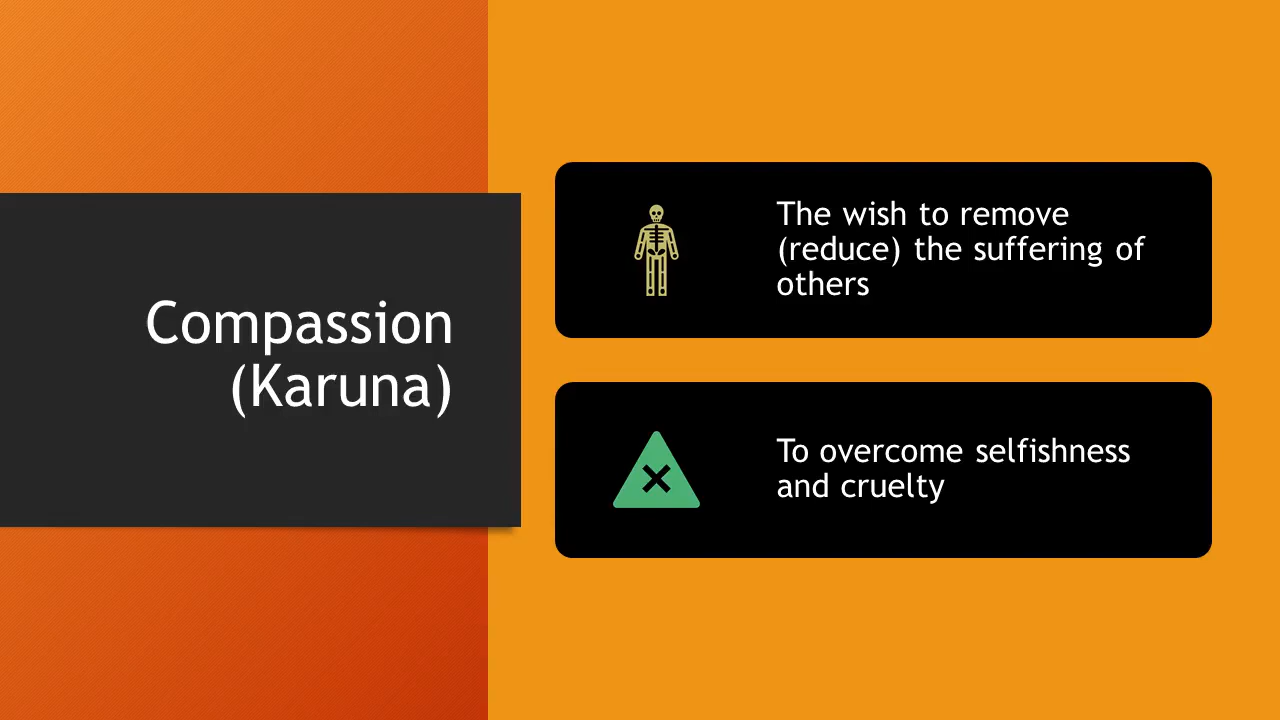 Compassion
(Karuna)
The wish to remove
(reduce) the suffering of
others
To overcome selfishness
and cruelty